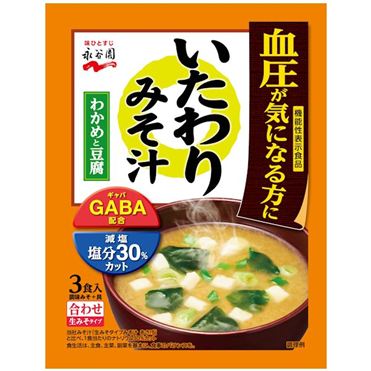 味ひとすじ
永谷園
血圧が気になる方に
機能性表示食品
いたわり
みそ汁
わかめと豆腐
ギャバ
GABA
配合
減塩
塩分30%
カット
3食入
調味みそ+具
合わせ
生みそタイプ
調理例